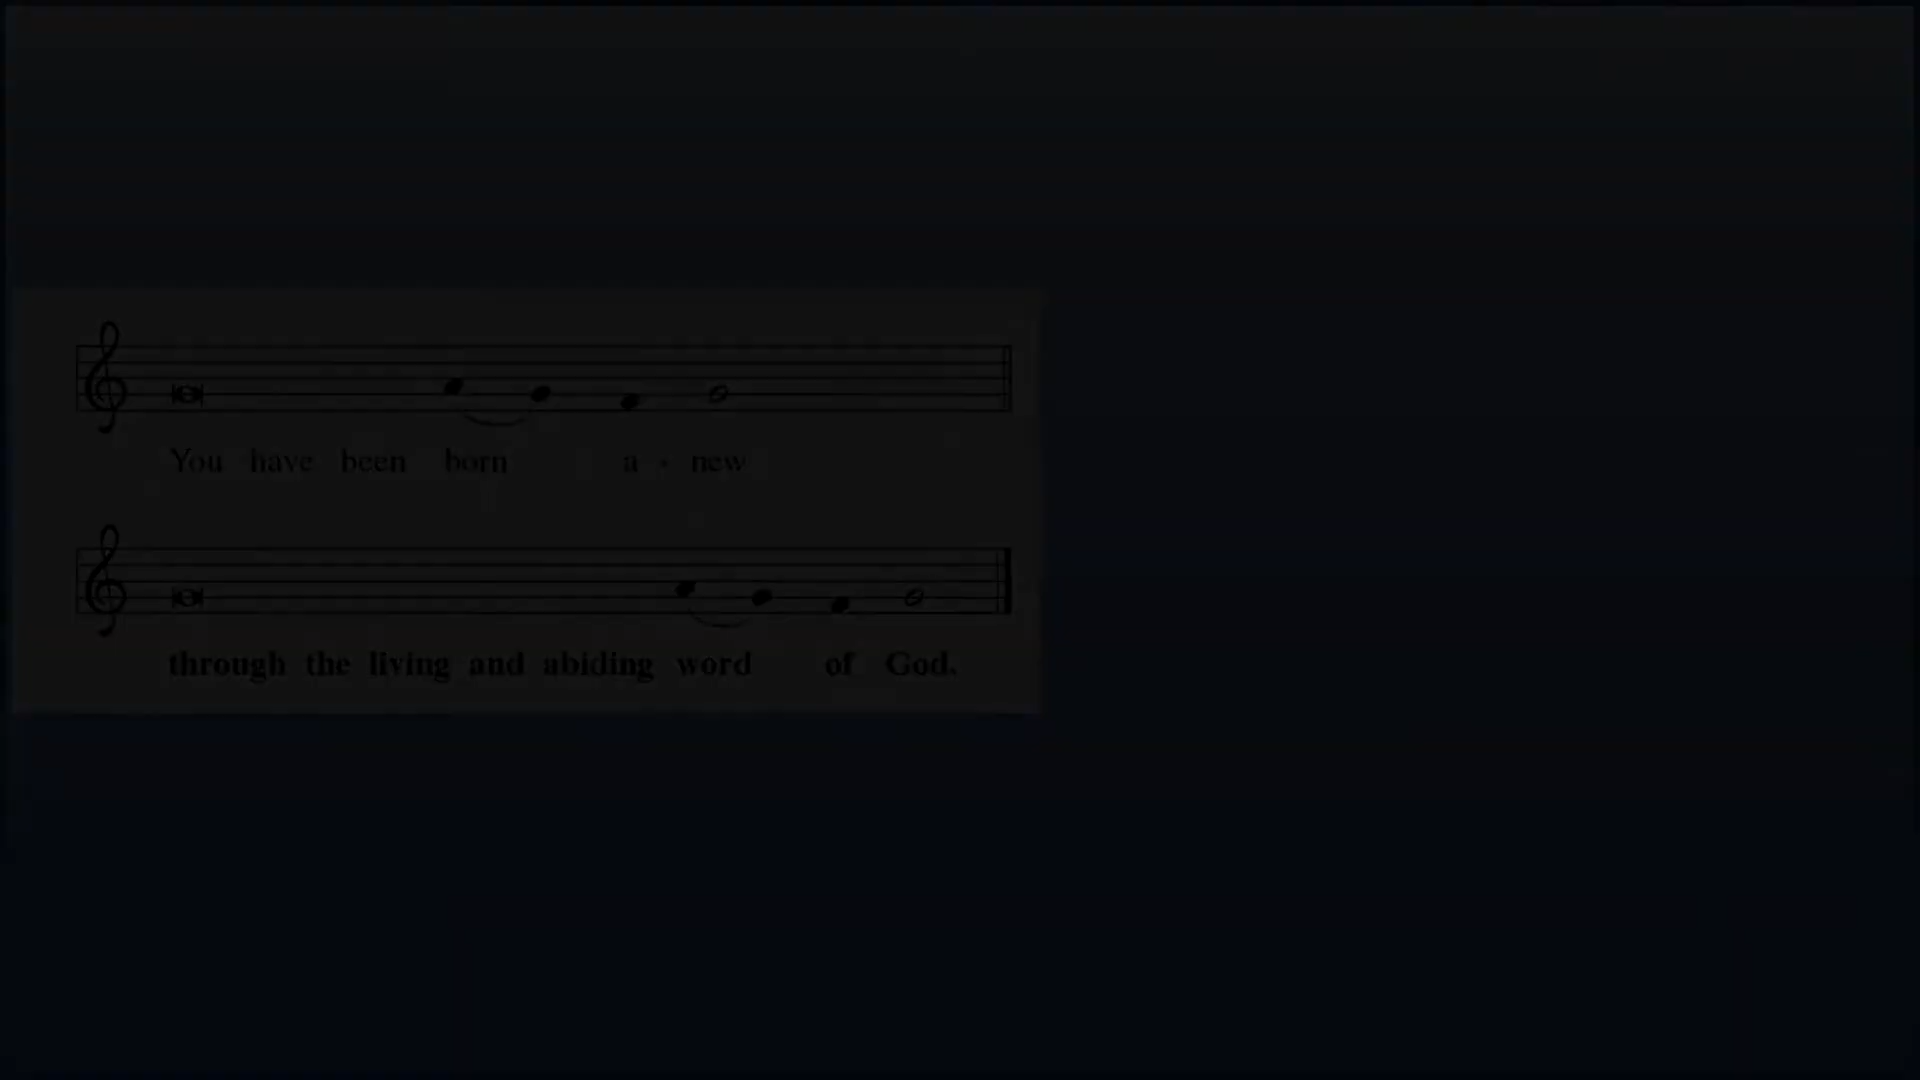 You have been born a - new
through the living and abiding word of God.